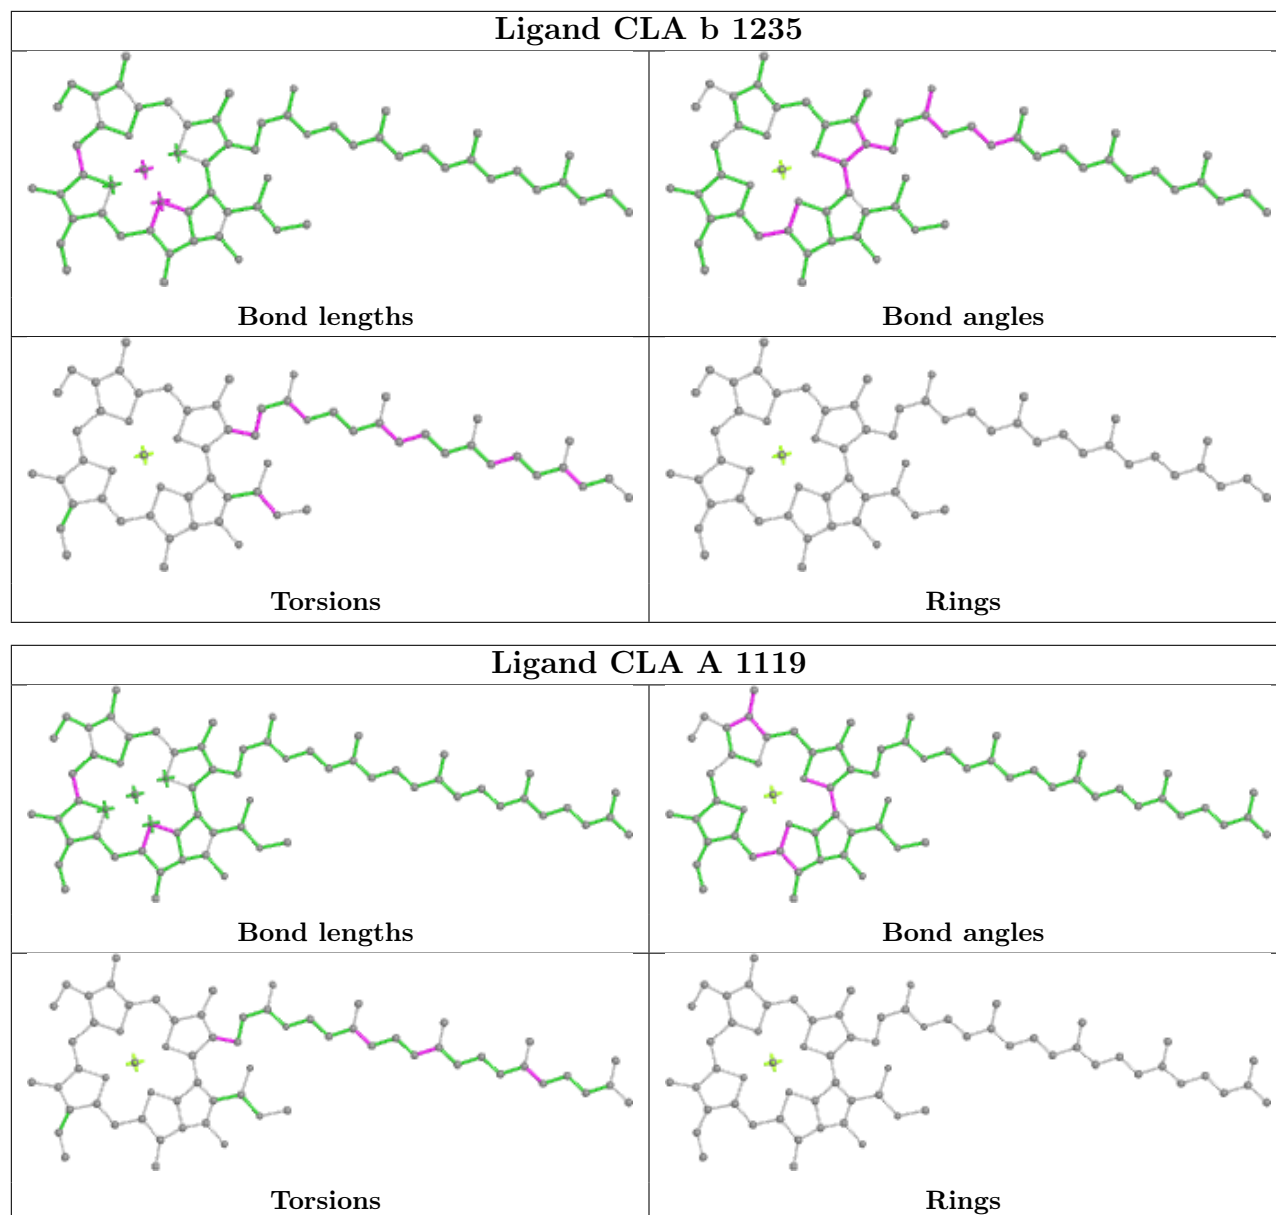 Ligand CLA b 1235
Bond lengths
Bond angles
Torsions
Rings
Ligand CLA A 1119
Bond lengths
Bond angles
Torsions
Rings